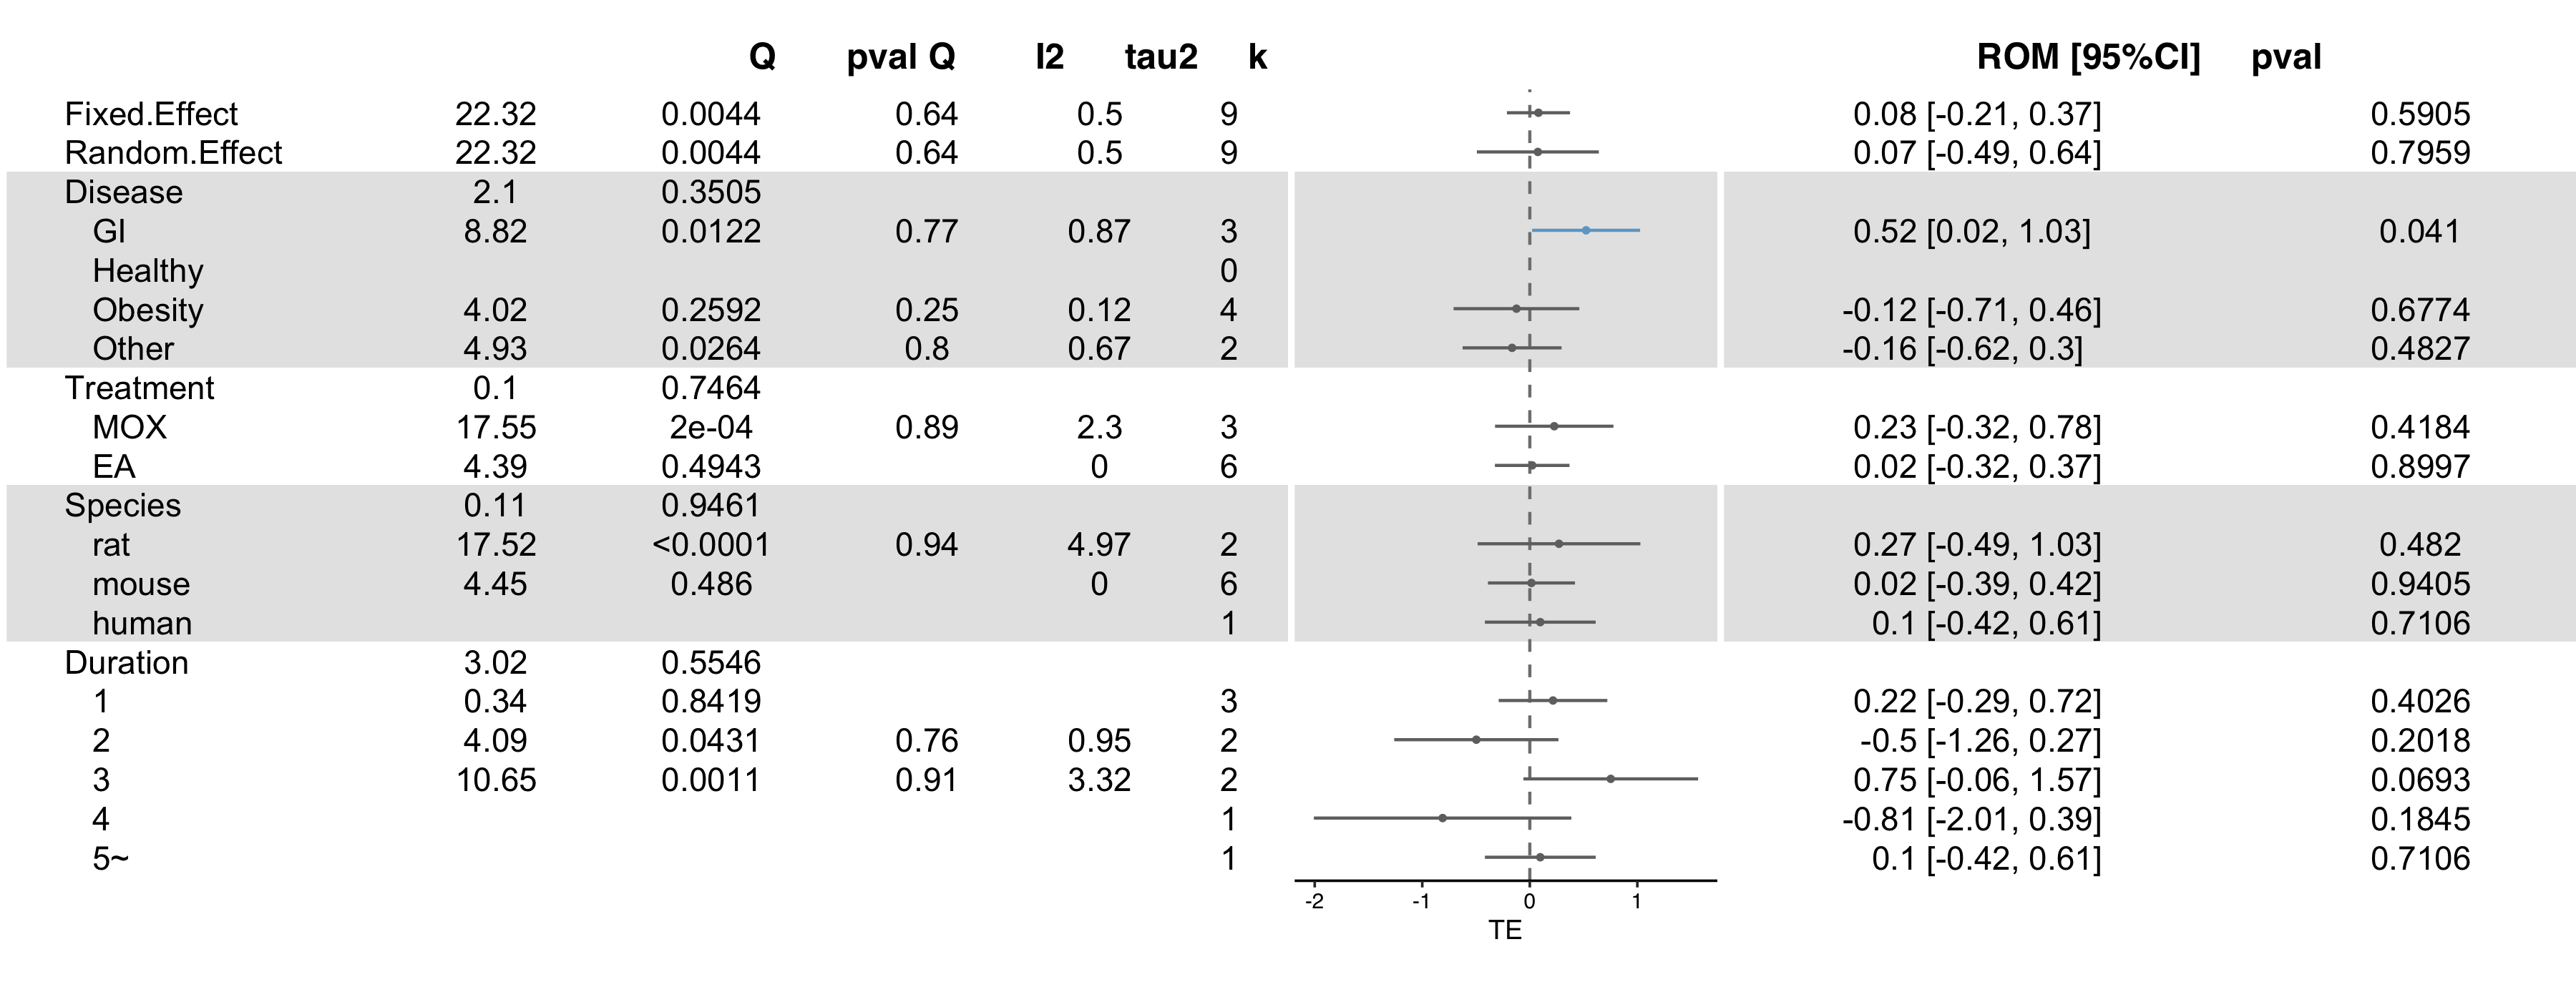 Q pval Q I2 tau2 k ROM [95%CI] pval
Fixed.Effect 22.32 0.0044 0.64 0.5 9 0.08 [-0.21, 0.37] 0.5905
Random.Effect 22.32 0.0044 0.64 0.5 9 0.07 [-0.49, 0.64] 0.7959
Disease 2.1 0.3505
GI 8.82 0.0122 0.77 0.87 3 0.52 [0.02, 1.03] 0.041
Healthy 0
Obesity 4.02 0.2592 0.25 0.12 4 -0.12 [-0.71, 0.46] 0.6774
Other 4.93 0.0264 0.8 0.67 2 -0.16 [-0.62, 0.3] 0.4827
Treatment 0.1 0.7464
MOX 17.55 2e-04 0.89 2.3 3 0.23 [-0.32, 0.78] 0.4184
EA 4.39 0.4943 0 6 0.02 [-0.32, 0.37] 0.8997
Species 0.11 0.9461
rat 17.52 <0.0001 0.94 4.97 2 0.27 [-0.49, 1.03] 0.482
mouse 4.45 0.486 0 6 0.02 [-0.39, 0.42] 0.9405
human 1 0.1 [-0.42, 0.61] 0.7106
Duration 3.02 0.5546
1 0.34 0.8419 3 0.22 [-0.29, 0.72] 0.4026
2 4.09 0.0431 0.76 0.95 2 -0.5 [-1.26, 0.27] 0.2018
3 10.65 0.0011 0.91 3.32 2 0.75 [-0.06, 1.57] 0.0693
4 1 -0.81 [-2.01, 0.39] 0.1845
5~ 1 0.1 [-0.42, 0.61] 0.7106
-2 -1 0 1
TE